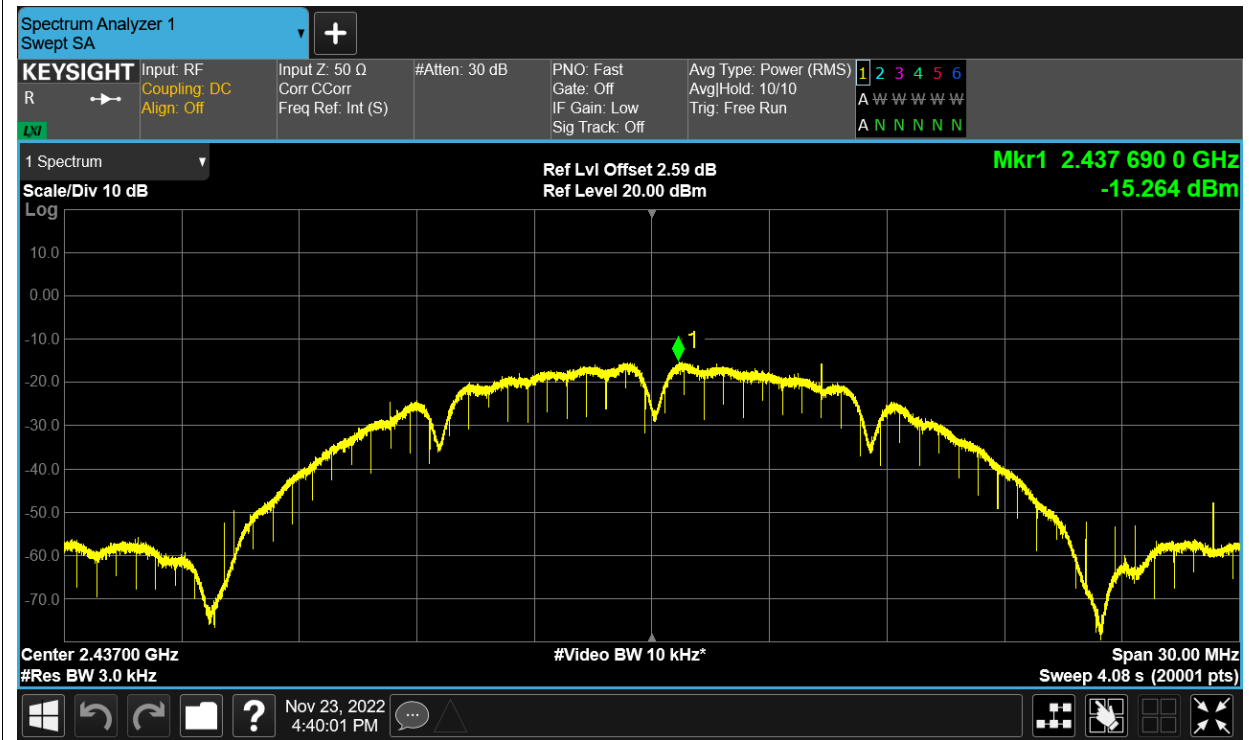 Spectrum Analyzer 1
Swept SA
+
KEYSIGHT
R
LXI
Input: RF
Coupling: DC
Align: Off
Input Z: 50 Ω
Corr CCorr
Freq Ref: Int (S)
#Atten: 30 dB
PNO: Fast
Gate: Off
IF Gain: Low
Sig Track: Off
Avg Type: Power (RMS)
Avg|Hold: 10/10
Trig: Free Run
1 2 3 4 5 6
A W W W W W
A N N N N N
1 Spectrum
Scale/Div 10 dB
Ref Lvl Offset 2.59 dB
Ref Level 20.00 dBm
Mkr1 2.437 690 0 GHz
-15.264 dBm
Log
10.0
0.00
-10.0
-20.0
-30.0
-40.0
-50.0
-60.0
-70.0
1
Center 2.43700 GHz
#Res BW 3.0 kHz
#Video BW 10 kHz*
Span 30.00 MHz
Sweep 4.08 s (20001 pts)
?
Nov 23, 2022
4:40:01 PM